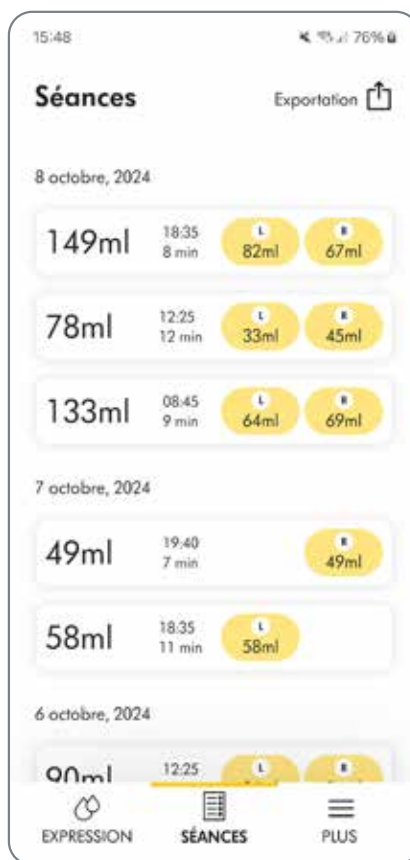 15:48 76%
Séances Exportation
8 octobre, 2024
149ml 18:35 8 min L 82ml R 67ml
78ml 12:25 12 min L 33ml R 45ml
133ml 08:45 9 min L 64ml R 69ml
7 octobre, 2024
49ml 19:40 7 min R 49ml
58ml 18:35 11 min L 58ml
6 octobre, 2024
90ml 12:25 L R
EXPRESSION SÉANCES PLUS